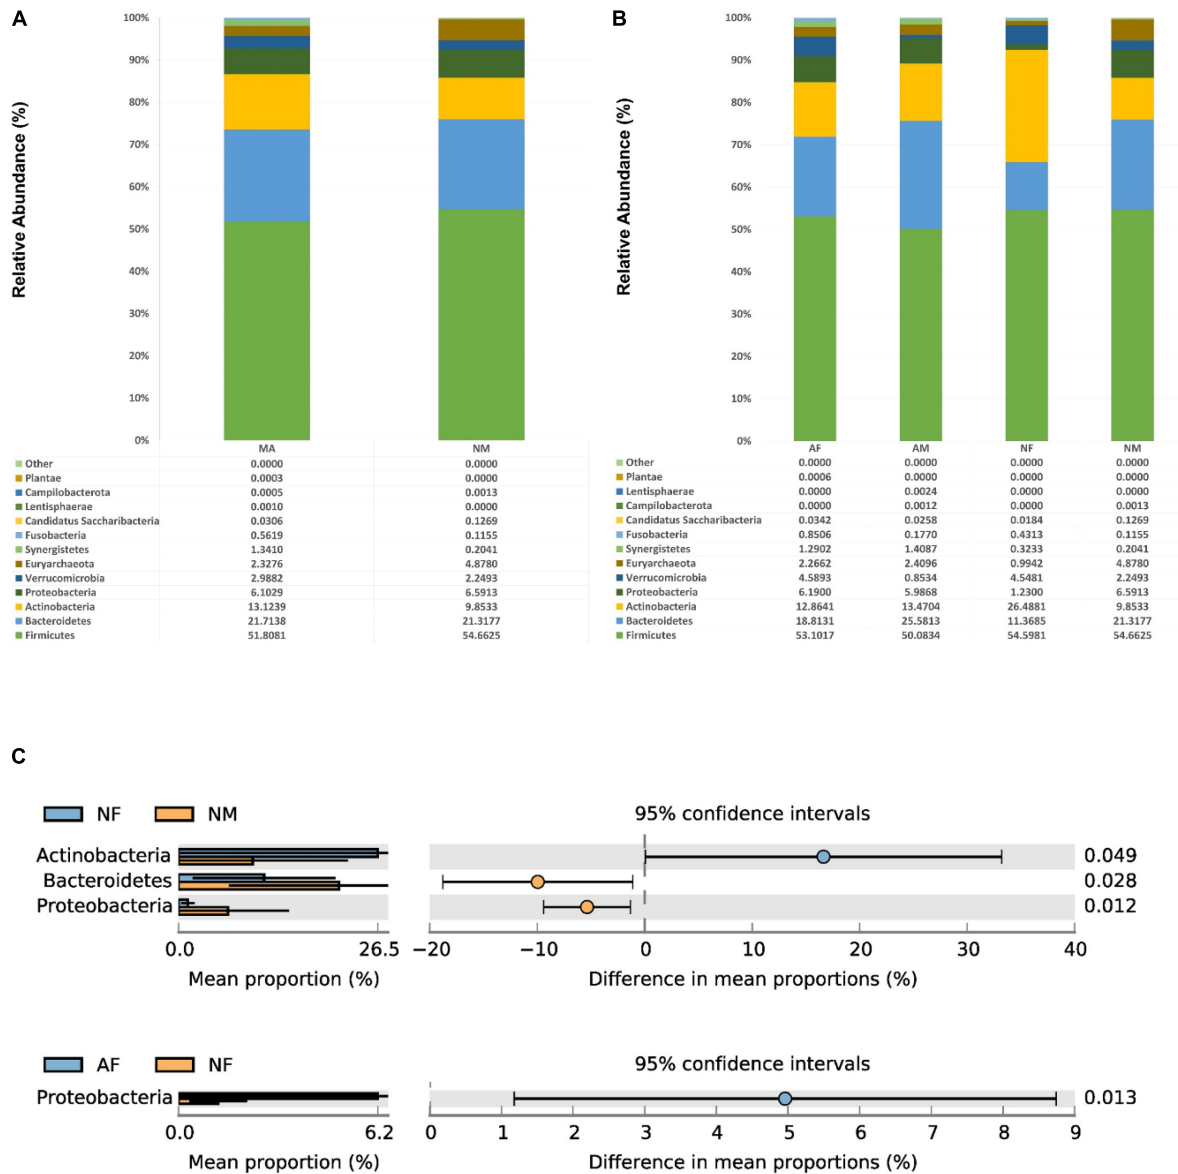 A
Relative Abundance (%)
100%
90%
80%
70%
60%
50%
40%
30%
20%
10%
0%
MA NM
Other 0.0000 0.0000
Plantae 0.0003 0.0000
Campilobacterota 0.0005 0.0013
Lentisphaerae 0.0010 0.0000
Candidatus Saccharibacteria 0.0306 0.1269
Fusobacteria 0.5619 0.1155
Synergistetes 1.3410 0.2041
Euryarchaeota 2.3276 4.8780
Verrucomicrobia 2.9882 2.2493
Proteobacteria 6.1029 6.5913
Actinobacteria 13.1239 9.8533
Bacteroidetes 21.7138 21.3177
Firmicutes 51.8081 54.6625
B
Relative Abundance (%)
100%
90%
80%
70%
60%
50%
40%
30%
20%
10%
0%
AF AM NF NM
Other 0.0000 0.0000 0.0000 0.0000
Plantae 0.0006 0.0000 0.0000 0.0000
Lentisphaerae 0.0000 0.0024 0.0000 0.0000
Campilobacterota 0.0000 0.0012 0.0000 0.0013
Candidatus Saccharibacteria 0.0342 0.0258 0.0184 0.1269
Fusobacteria 0.8506 0.1770 0.4313 0.1155
Synergistetes 1.2902 1.4087 0.3233 0.2041
Euryarchaeota 2.2662 2.4096 0.9942 4.8780
Verrucomicrobia 4.5893 0.8534 4.5481 2.2493
Proteobacteria 6.1900 5.9868 1.2300 6.5913
Actinobacteria 12.8641 13.4704 26.4881 9.8533
Bacteroidetes 18.8131 25.5813 11.3685 21.3177
Firmicutes 53.1017 50.0834 54.5981 54.6625
C
NF NM 95% confidence intervals
Actinobacteria 0.049
Bacteroidetes 0.028
Proteobacteria 0.012
0.0 26.5 −20 −10 0 10 20 30 40
Mean proportion (%) Difference in mean proportions (%)
AF NF 95% confidence intervals
Proteobacteria 0.013
0.0 6.2 0 1 2 3 4 5 6 7 8 9
Mean proportion (%) Difference in mean proportions (%)